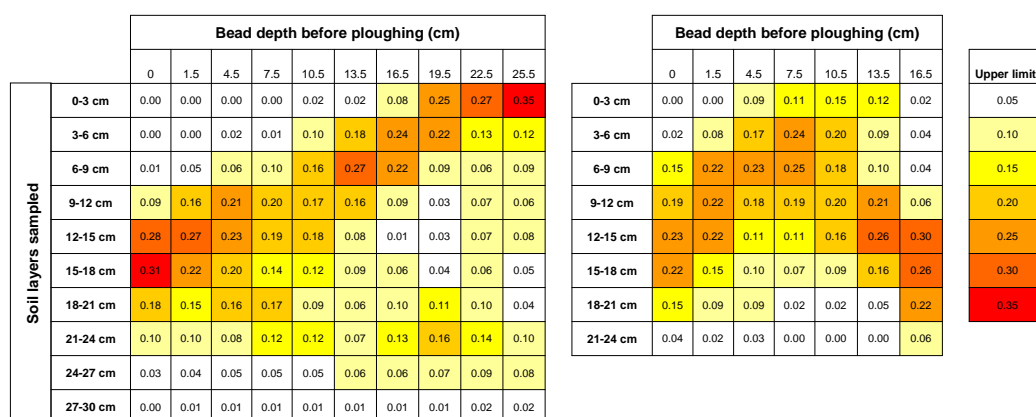 Bead depth before ploughing (cm) Bead depth before ploughing (cm)
0 1.5 4.5 7.5 10.5 13.5 16.5 19.5 22.5 25.5 0 1.5 4.5 7.5 10.5 13.5 16.5 Upper limit
Soil layers sampled
0-3 cm 0.00 0.00 0.00 0.00 0.02 0.02 0.08 0.25 0.27 0.35 0-3 cm 0.00 0.00 0.09 0.11 0.15 0.12 0.02 0.05
3-6 cm 0.00 0.00 0.02 0.01 0.10 0.18 0.24 0.22 0.13 0.12 3-6 cm 0.02 0.08 0.17 0.24 0.20 0.09 0.04 0.10
6-9 cm 0.01 0.05 0.06 0.10 0.16 0.27 0.22 0.09 0.06 0.09 6-9 cm 0.15 0.22 0.23 0.25 0.18 0.10 0.04 0.15
9-12 cm 0.09 0.16 0.21 0.20 0.17 0.16 0.09 0.03 0.07 0.06 9-12 cm 0.19 0.22 0.18 0.19 0.20 0.21 0.06 0.20
12-15 cm 0.28 0.27 0.23 0.19 0.18 0.08 0.01 0.03 0.07 0.08 12-15 cm 0.23 0.22 0.11 0.11 0.16 0.26 0.30 0.25
15-18 cm 0.31 0.22 0.20 0.14 0.12 0.09 0.06 0.04 0.06 0.05 15-18 cm 0.22 0.15 0.10 0.07 0.09 0.16 0.26 0.30
18-21 cm 0.18 0.15 0.16 0.17 0.09 0.06 0.10 0.11 0.10 0.04 18-21 cm 0.15 0.09 0.09 0.02 0.02 0.05 0.22 0.35
21-24 cm 0.10 0.10 0.08 0.12 0.12 0.07 0.13 0.16 0.14 0.10 21-24 cm 0.04 0.02 0.03 0.00 0.00 0.00 0.06
24-27 cm 0.03 0.04 0.05 0.05 0.05 0.06 0.06 0.07 0.09 0.08
27-30 cm 0.00 0.01 0.01 0.01 0.01 0.01 0.01 0.01 0.02 0.02